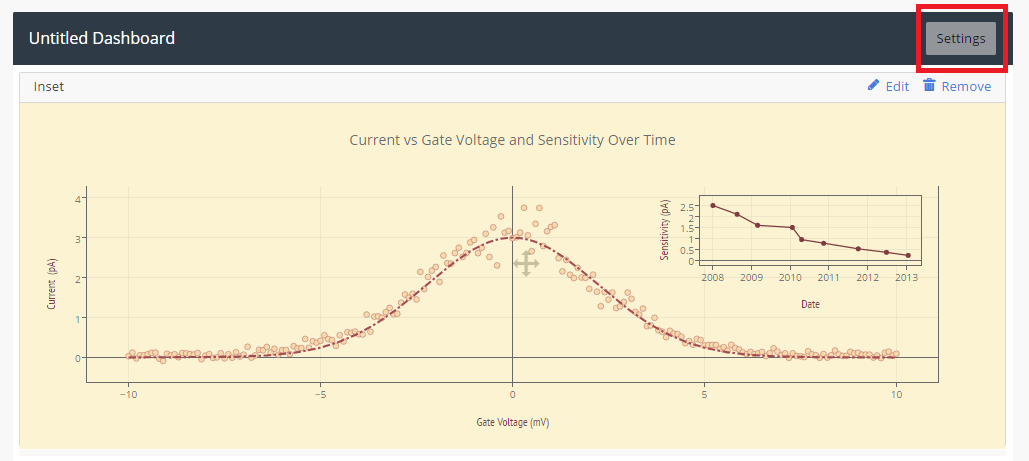 Untitled Dashboard
Settings
Inset
Edit
Remove
Current vs Gate Voltage and Sensitivity Over Time
Current (pA)
4
3
2
1
0
−10
−5
0
5
10
Gate Voltage (mV)
Sensitivity (pA)
2.5
2
1.5
1
0.5
0
2008
2009
2010
2011
2012
2013
Date